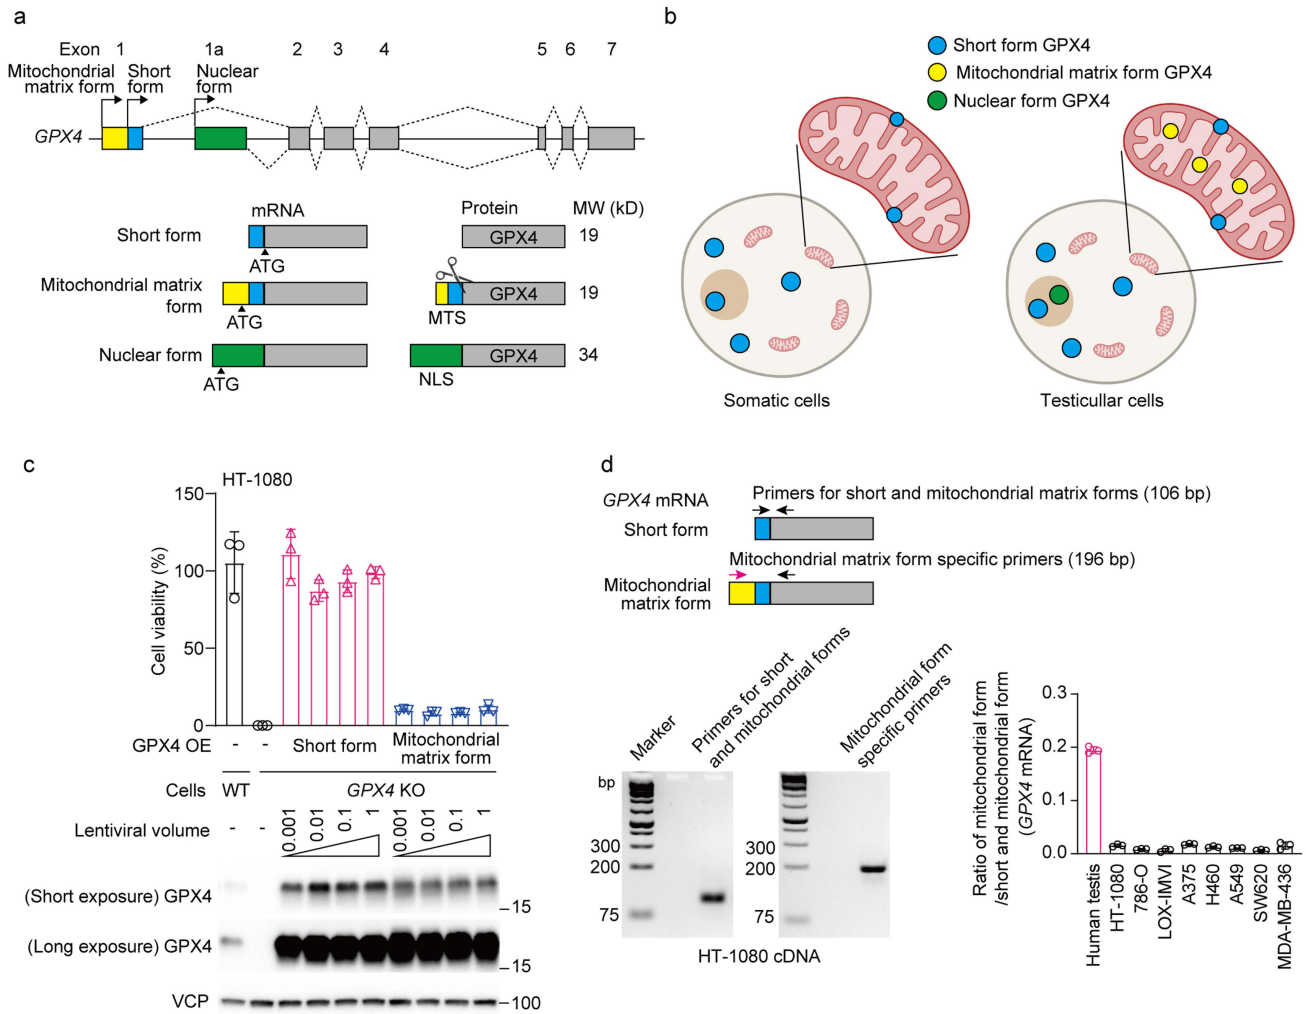 a
Exon 1 1a 2 3 4 5 6 7
Mitochondrial matrix form
Short form
Nuclear form
GPX4
mRNA Protein MW (kD)
Short form GPX4 19
ATG
Mitochondrial matrix form GPX4 19
ATG MTS
Nuclear form GPX4 34
ATG NLS
b
Short form GPX4
Mitochondrial matrix form GPX4
Nuclear form GPX4
Somatic cells
Testicullar cells
c
HT-1080
Cell viability (%)
150
100
50
0
GPX4 OE - - Short form Mitochondrial matrix form
Cells WT GPX4 KO
Lentiviral volume - - 0.001 0.01 0.1 1 0.001 0.01 0.1 1
(Short exposure) GPX4
15
(Long exposure) GPX4
15
VCP 100
d
GPX4 mRNA
Primers for short and mitochondrial matrix forms (106 bp)
Short form
Mitochondrial matrix form specific primers (196 bp)
Mitochondrial matrix form
Marker
Primers for short and mitochondrial forms
Mitochondrial form specific primers
bp
300
200
75
300
200
75
HT-1080 cDNA
Ratio of mitochondrial form
/short and mitochondrial form
(GPX4 mRNA)
0.3
0.2
0.1
0.0
Human testis
HT-1080
786-O
LOX-IMVI
A375
H460
A549
SW620
MDA-MB-436